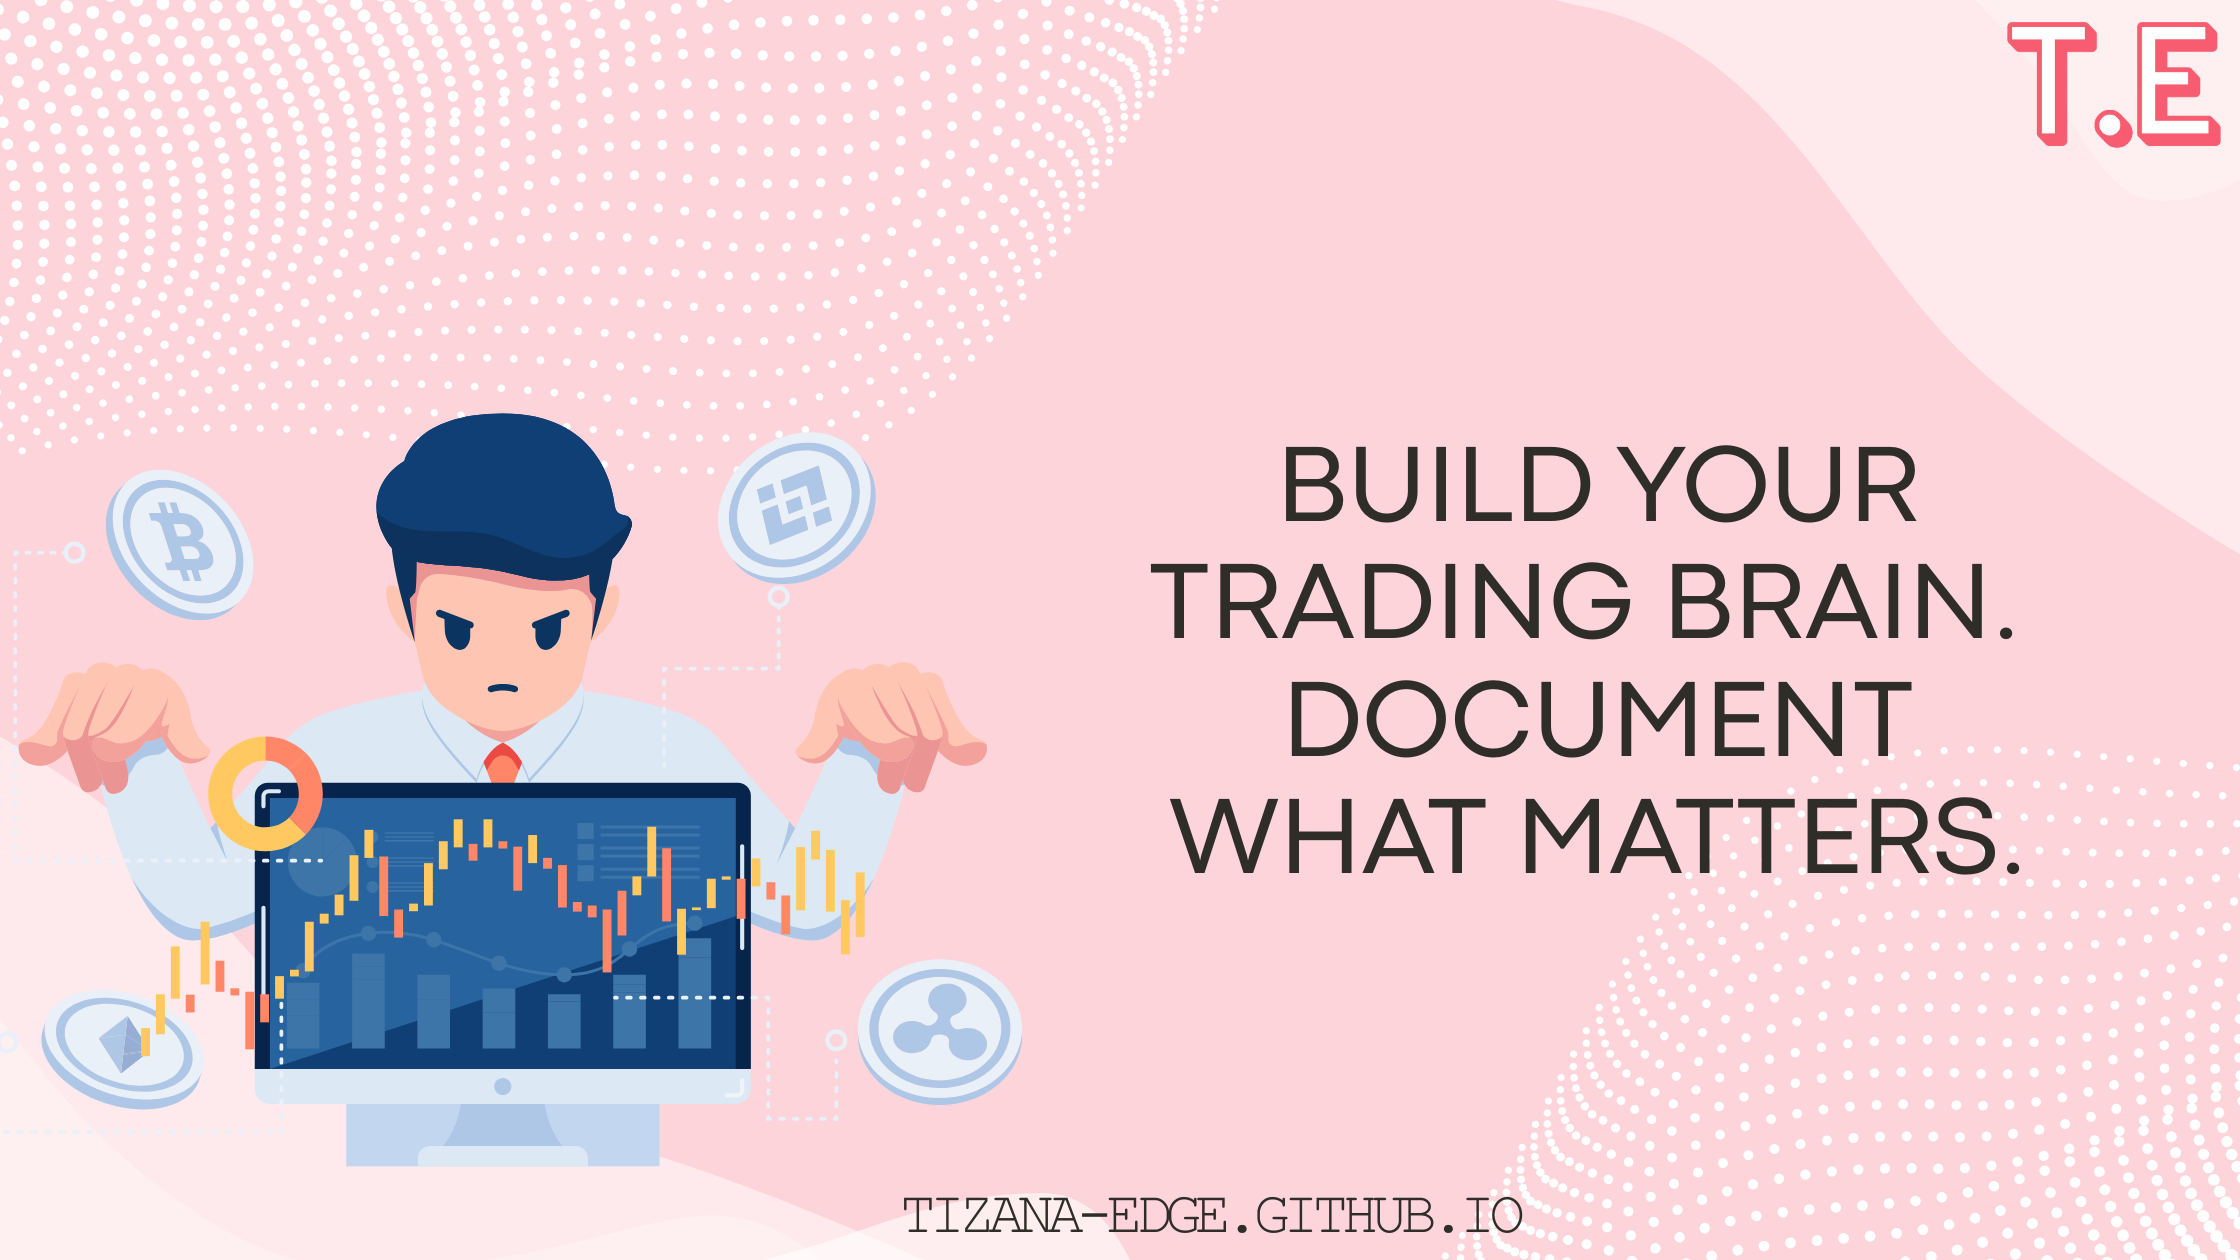 T.E
BUILD YOUR
TRADING BRAIN.
DOCUMENT
WHAT MATTERS.
TIZANA-EDGE.GITHUB.IO